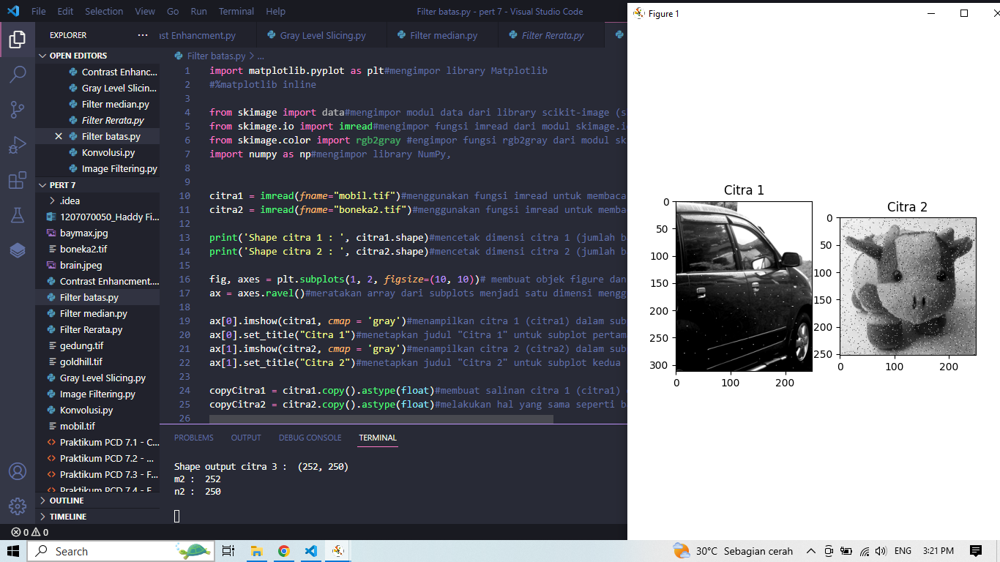 File Edit Selection View Go Run Terminal Help
Filter batas.py - pert 7 - Visual Studio Code
EXPLORER
OPEN EDITORS
Contrast Enhanc...
Gray Level Slicin...
Filter median.py
Filter Rerata.py
Filter batas.py
Konvolusi.py
Image Filtering.py
PERT 7
.idea
1207070050_Haddy Fi...
baymax.jpg
boneka2.tif
brain.jpeg
Contrast Enhancment....
Filter batas.py
Filter median.py
Filter Rerata.py
gedung.tif
goldhill.tif
Gray Level Slicing.py
Image Filtering.py
Konvolusi.py
mobil.tif
Praktikum PCD 7.1 - C...
Praktikum PCD 7.2 - ...
Praktikum PCD 7.3 - F...
Praktikum PCD 7.4 - F...
OUTLINE
TIMELINE
ast Enhancment.py Gray Level Slicing.py Filter median.py Filter Rerata.py
Filter batas.py > ...
1 import matplotlib.pyplot as plt#mengimpor library Matplotlib
2 #%matplotlib inline
3
4 from skimage import data#mengimpor modul data dari library scikit-image (s
5 from skimage.io import imread#mengimpor fungsi imread dari modul skimage.i
6 from skimage.color import rgb2gray #engimpor fungsi rgb2gray dari modul sk
7 import numpy as np#mengimpor library NumPy,
8
9
10 citra1 = imread(fname="mobil.tif")#menggunakan fungsi imread untuk membaca
11 citra2 = imread(fname="boneka2.tif")#menggunakan fungsi imread untuk memba
12
13 print('Shape citra 1 : ', citra1.shape)#mencetak dimensi citra 1 (jumlah b
14 print('Shape citra 2 : ', citra2.shape)#mencetak dimensi citra 2 (jumlah b
15
16 fig, axes = plt.subplots(1, 2, figsize=(10, 10))# membuat objek figure dan
17 ax = axes.ravel()#meratakan array dari subplots menjadi satu dimensi mengg
18
19 ax[0].imshow(citra1, cmap = 'gray')#menampilkan citra 1 (citra1) dalam sub
20 ax[0].set_title("Citra 1")#menetapkan judul "Citra 1" untuk subplot pertam
21 ax[1].imshow(citra2, cmap = 'gray')#menampilkan citra 2 (citra2) dalam sub
22 ax[1].set_title("Citra 2")#menetapkan judul "Citra 2" untuk subplot kedua
23
24 copyCitra1 = citra1.copy().astype(float)#membuat salinan citra 1 (citra1)
25 copyCitra2 = citra2.copy().astype(float)#melakukan hal yang sama seperti b
26
PROBLEMS OUTPUT DEBUG CONSOLE TERMINAL
Shape output citra 3 :  (252, 250)
m2 :  252
n2 :  250
0 0
Figure 1
Citra 1
0
50
100
150
200
250
300
0 100 200
Citra 2
0
50
100
150
200
250
0 100 200
Search
30°C Sebagian cerah
ENG
3:21 PM